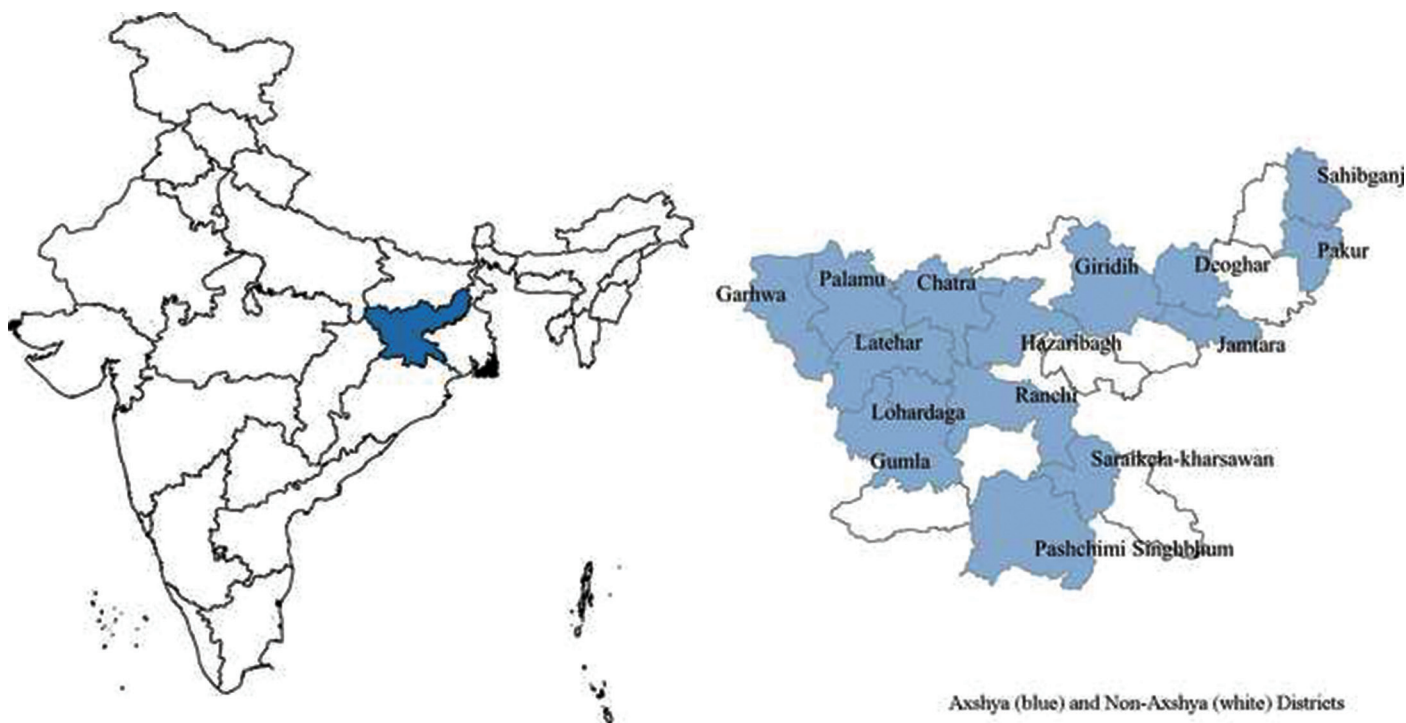 Sahibganj
Pakur
Deoghar
Giridih
Palamu
Chatra
Garhwa
Latehar
Hazaribagh
Jamtara
Ranchi
Lohardaga
Gumla
Saraikela-kharsawan
Pashchimi Singhbhum
Axshya (blue) and Non-Axshya (white) Districts